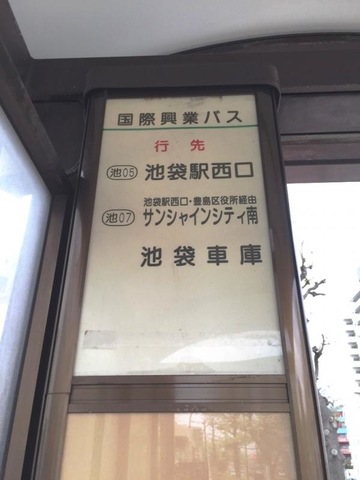 国際興業バス
行先
池05 池袋駅西口
池袋駅西口・豊島区役所経由
池07 サンシャインシティ南
池袋車庫